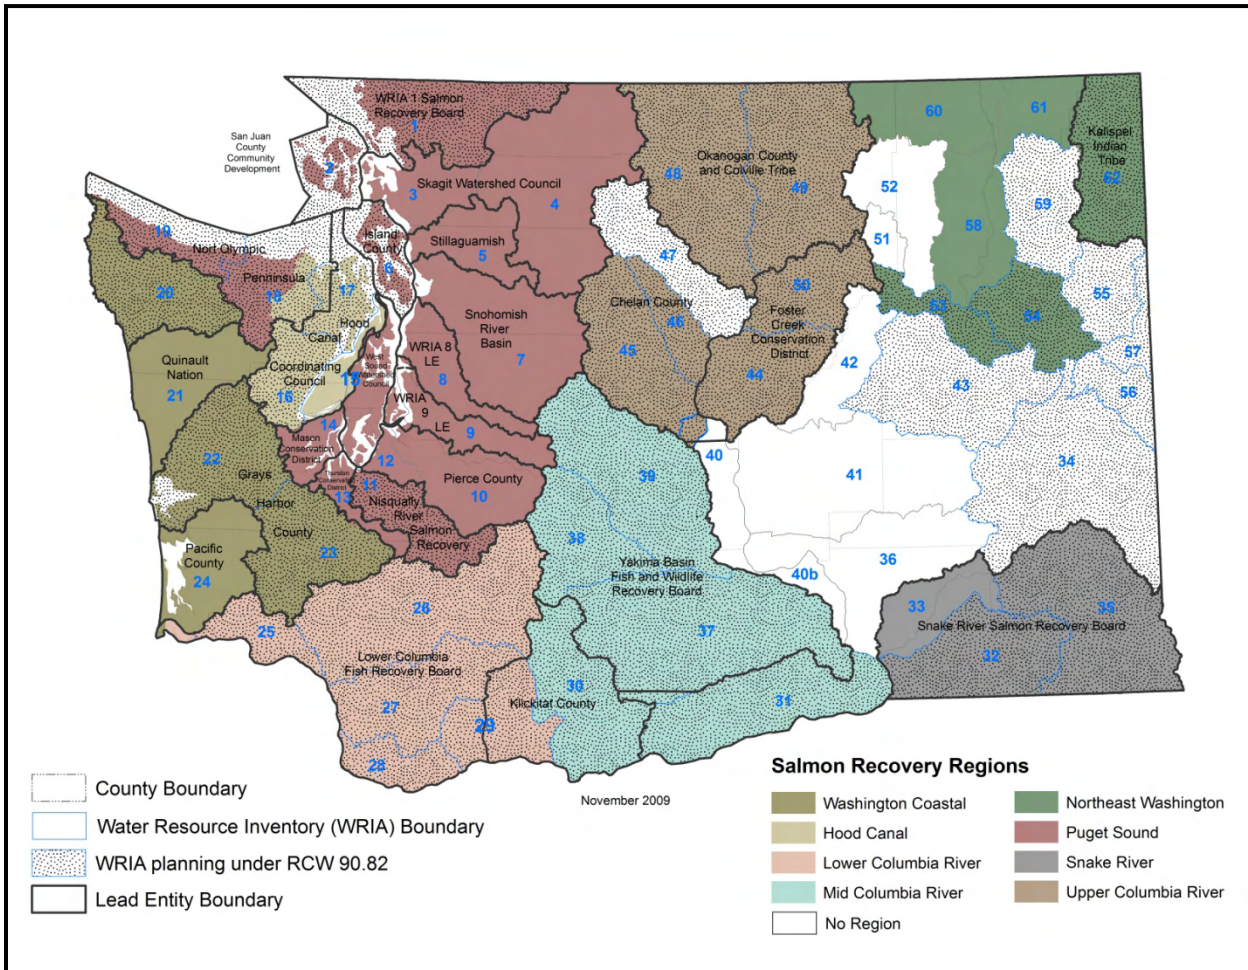 WRIA 1 Salmon
Recovery Board
1
San Juan
County
Community
Development
2
3
Skagit Watershed Council
4
Okanogan County
and Colville Tribe
48
49
60
61
Kalispel
Indian
Tribe
62
52
59
51
58
19
Nort Olympic
Penninsula
18
17
20
Island
County
6
Stillaguamish
5
47
50
Chelan County
46
Foster
Creek
Conservation
District
53
54
55
57
56
Hood
Canal
Coordinating
Council
16
15
West
Sound
Watershed
Council
WRIA 8
LE
8
Snohomish
River
Basin
7
45
44
42
43
Quinault
Nation
21
WRIA
9
LE
9
14
Mason
Conservation
District
Thurston
Conservation
District
13
12
11
Pierce County
10
Nisqually
River
Salmon
Recovery
22
Grays
Harbor
County
23
39
40
41
34
38
Yakima Basin
Fish and Wildlife
Recovery Board
37
40b
36
Pacific
County
24
25
26
Lower Columbia
Fish Recovery Board
27
28
29
30
Klickitat County
31
33
35
Snake River Salmon Recovery Board
32
November 2009
County Boundary
Water Resource Inventory (WRIA) Boundary
WRIA planning under RCW 90.82
Lead Entity Boundary
Salmon Recovery Regions
Washington Coastal
Hood Canal
Lower Columbia River
Mid Columbia River
No Region
Northeast Washington
Puget Sound
Snake River
Upper Columbia River